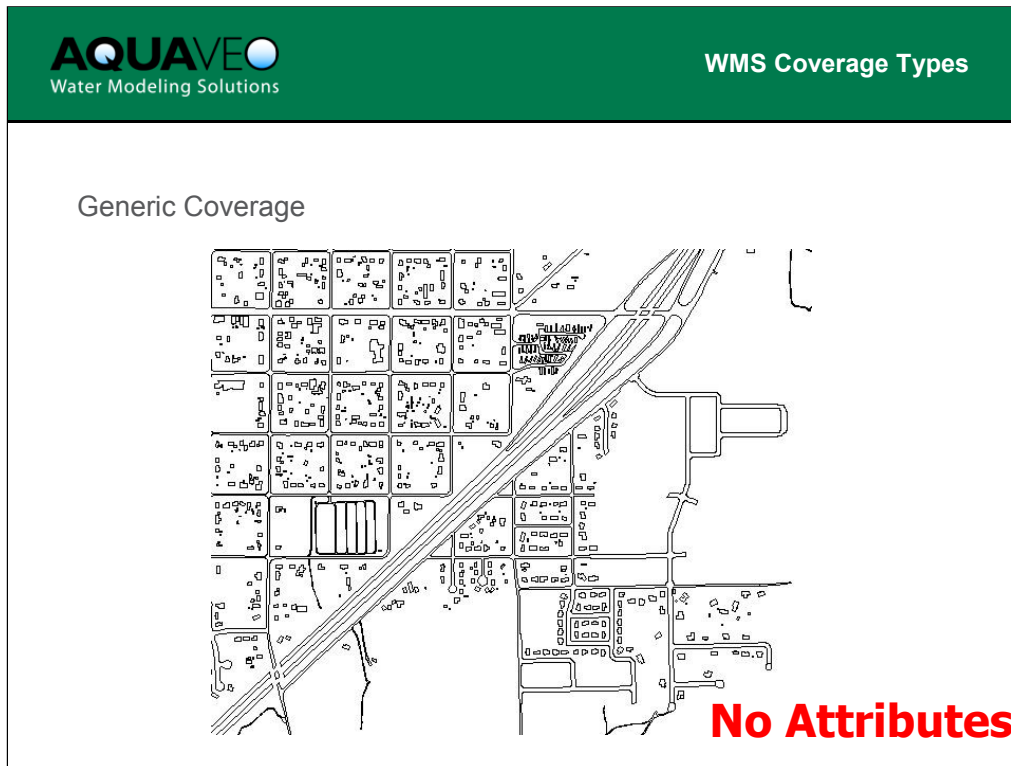 AQUAVEO
Water Modeling Solutions
WMS Coverage Types
Generic Coverage
No Attributes